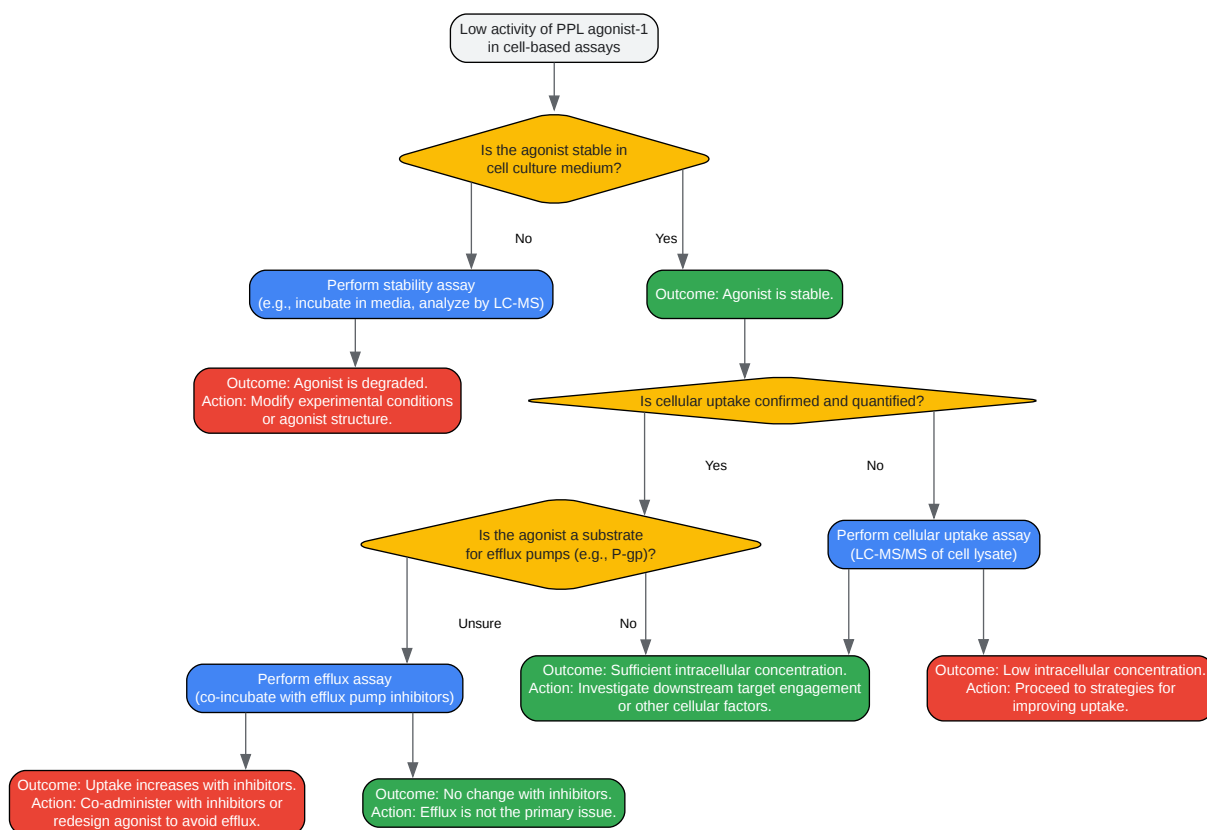 Low activity of PPL agonist-1
in cell-based assays
Is the agonist stable in
cell culture medium?
No
Yes
Perform stability assay
(e.g., incubate in media, analyze by LC-MS)
Outcome: Agonist is stable.
Outcome: Agonist is degraded.
Action: Modify experimental conditions
or agonist structure.
Is cellular uptake confirmed and quantified?
Yes
No
Is the agonist a substrate
for efflux pumps (e.g., P-gp)?
Perform cellular uptake assay
(LC-MS/MS of cell lysate)
Unsure
No
Perform efflux assay
(co-incubate with efflux pump inhibitors)
Outcome: Sufficient intracellular concentration.
Action: Investigate downstream target engagement
or other cellular factors.
Outcome: Low intracellular concentration.
Action: Proceed to strategies for
improving uptake.
Outcome: Uptake increases with inhibitors.
Action: Co-administer with inhibitors or
redesign agonist to avoid efflux.
Outcome: No change with inhibitors.
Action: Efflux is not the primary issue.